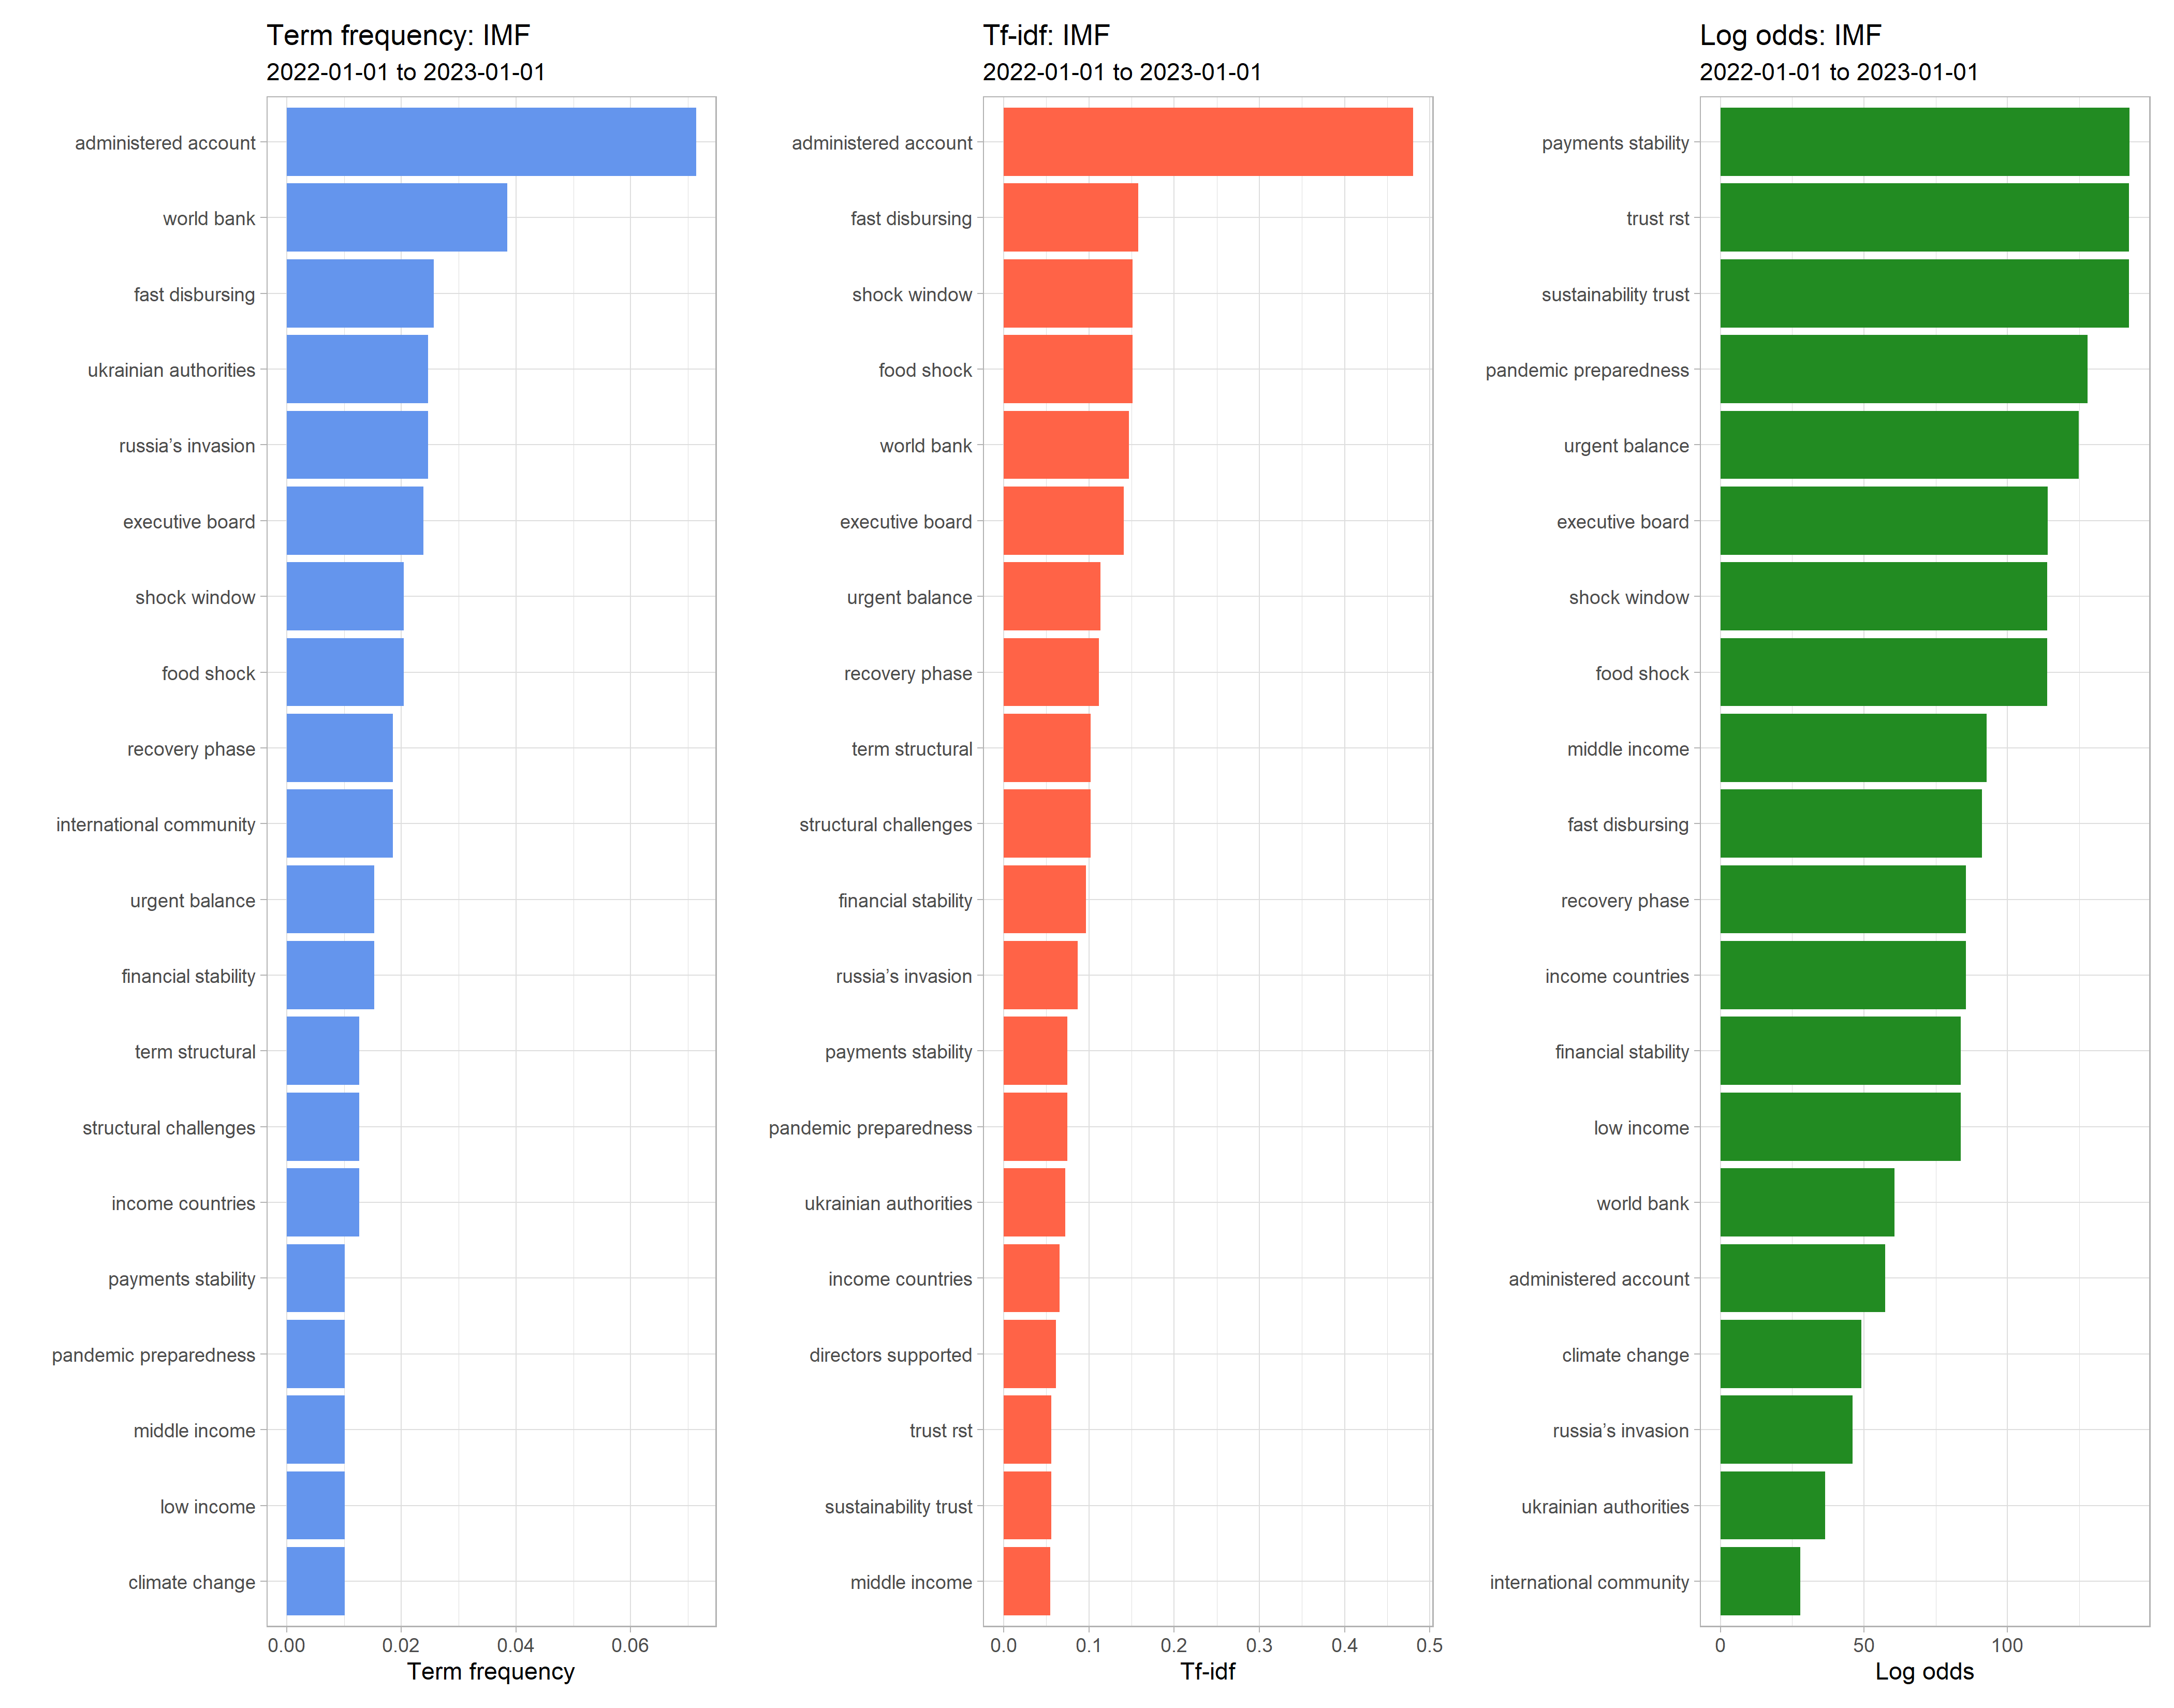 Term frequency: IMF
2022-01-01 to 2023-01-01
administered account
world bank
fast disbursing
ukrainian authorities
russia’s invasion
executive board
shock window
food shock
recovery phase
international community
urgent balance
financial stability
term structural
structural challenges
income countries
payments stability
pandemic preparedness
middle income
low income
climate change
0.00 0.02 0.04 0.06
Term frequency
Tf-idf: IMF
2022-01-01 to 2023-01-01
administered account
fast disbursing
shock window
food shock
world bank
executive board
urgent balance
recovery phase
term structural
structural challenges
financial stability
russia’s invasion
payments stability
pandemic preparedness
ukrainian authorities
income countries
directors supported
trust rst
sustainability trust
middle income
0.0 0.1 0.2 0.3 0.4 0.5
Tf-idf
Log odds: IMF
2022-01-01 to 2023-01-01
payments stability
trust rst
sustainability trust
pandemic preparedness
urgent balance
executive board
shock window
food shock
middle income
fast disbursing
recovery phase
income countries
financial stability
low income
world bank
administered account
climate change
russia’s invasion
ukrainian authorities
international community
0 50 100
Log odds